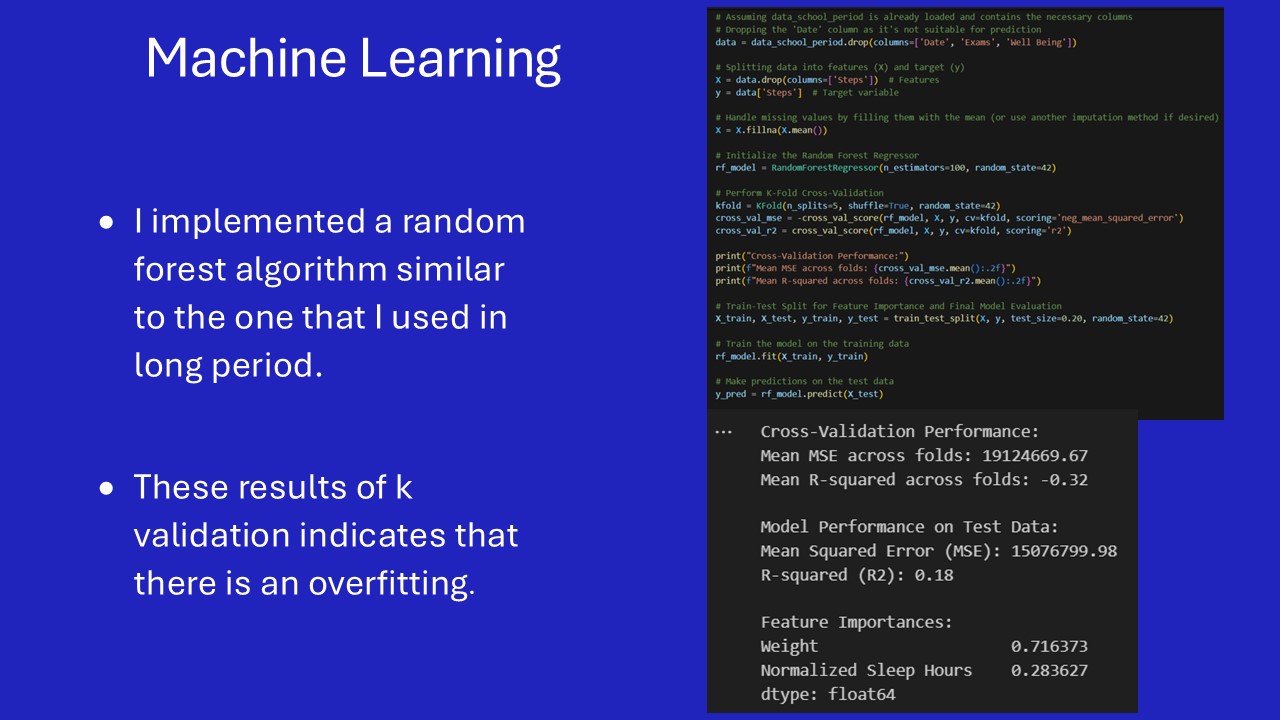 Machine Learning
• I implemented a random
forest algorithm similar
to the one that I used in
long period.
• These results of k
validation indicates that
there is an overfitting.
# Assuming data_school_period is already loaded and contains the necessary columns
# Dropping the 'Date' column as it's not suitable for prediction
data = data_school_period.drop(columns=['Date', 'Exams', 'Well Being'])
# Splitting data into features (X) and target (y)
X = data.drop(columns=['Steps'])  # Features
y = data['Steps']  # Target variable
# Handle missing values by filling them with the mean (or use another imputation method if desired)
X = X.fillna(X.mean())
# Initialize the Random Forest Regressor
rf_model = RandomForestRegressor(n_estimators=100, random_state=42)
# Perform K-Fold Cross-Validation
kfold = KFold(n_splits=5, shuffle=True, random_state=42)
cross_val_mse = -cross_val_score(rf_model, X, y, cv=kfold, scoring='neg_mean_squared_error')
cross_val_r2 = cross_val_score(rf_model, X, y, cv=kfold, scoring='r2')
print("Cross-Validation Performance:")
print(f"Mean MSE across folds: {cross_val_mse.mean():.2f}")
print(f"Mean R-squared across folds: {cross_val_r2.mean():.2f}")
# Train-Test Split for Feature Importance and Final Model Evaluation
X_train, X_test, y_train, y_test = train_test_split(X, y, test_size=0.20, random_state=42)
# Train the model on the training data
rf_model.fit(X_train, y_train)
# Make predictions on the test data
y_pred = rf_model.predict(X_test)
... Cross-Validation Performance:
Mean MSE across folds: 19124669.67
Mean R-squared across folds: -0.32
Model Performance on Test Data:
Mean Squared Error (MSE): 15076799.98
R-squared (R2): 0.18
Feature Importances:
Weight 0.716373
Normalized Sleep Hours 0.283627
dtype: float64